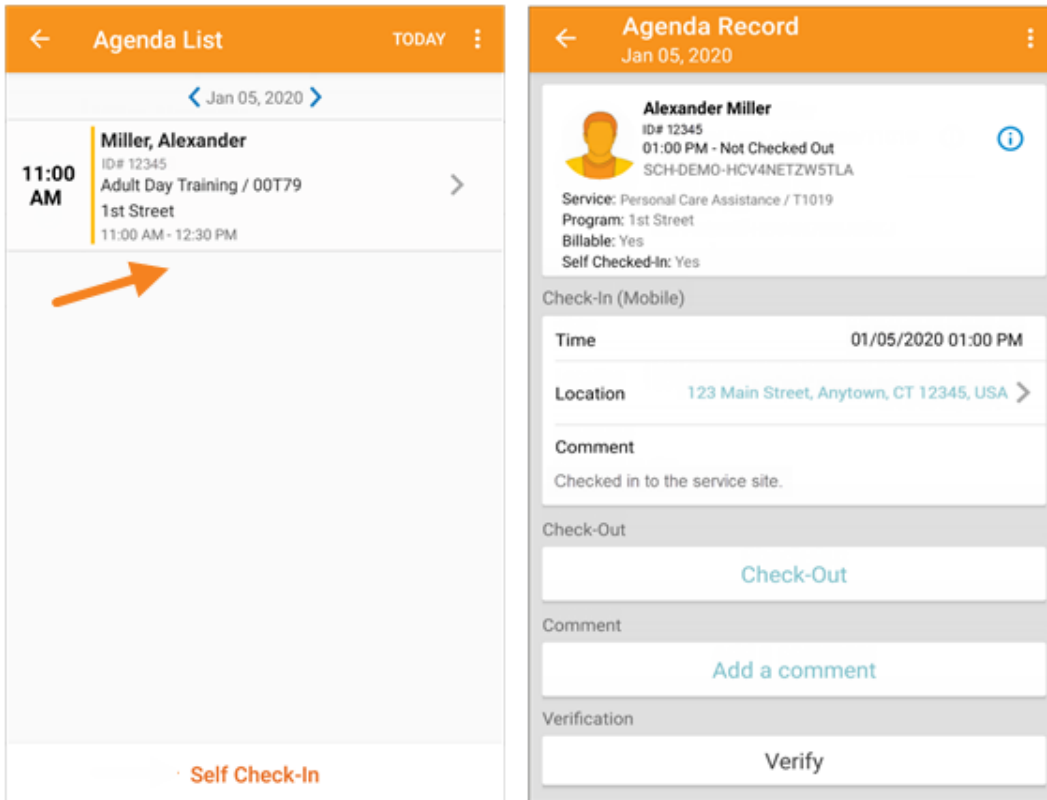 Agenda List
TODAY
Jan 05, 2020
11:00
AM
Miller, Alexander
ID# 12345
Adult Day Training / 00T79
1st Street
11:00 AM - 12:30 PM
Self Check-In
Agenda Record
Jan 05, 2020
Alexander Miller
ID# 12345
01:00 PM - Not Checked Out
SCH-DEMO-HCV4NETZW5TLA
Service: Personal Care Assistance / T1019
Program: 1st Street
Billable: Yes
Self Checked-In: Yes
Check-In (Mobile)
Time 01/05/2020 01:00 PM
Location 123 Main Street, Anytown, CT 12345, USA
Comment
Checked in to the service site.
Check-Out
Check-Out
Comment
Add a comment
Verification
Verify